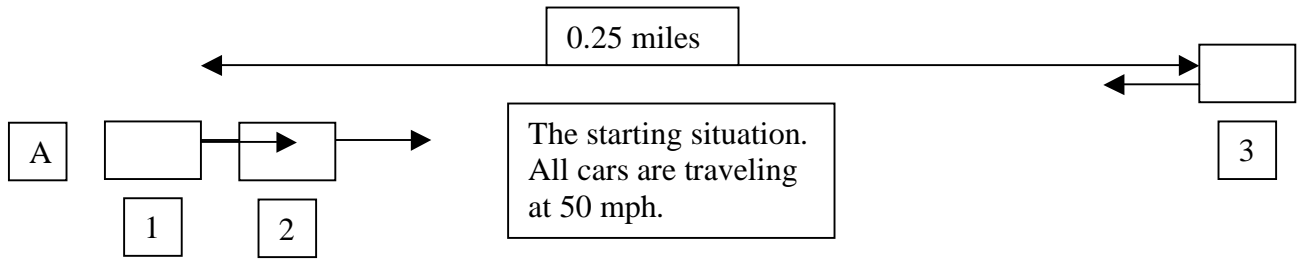 0.25 miles
A
The starting situation.
All cars are traveling
at 50 mph.
3
1
2